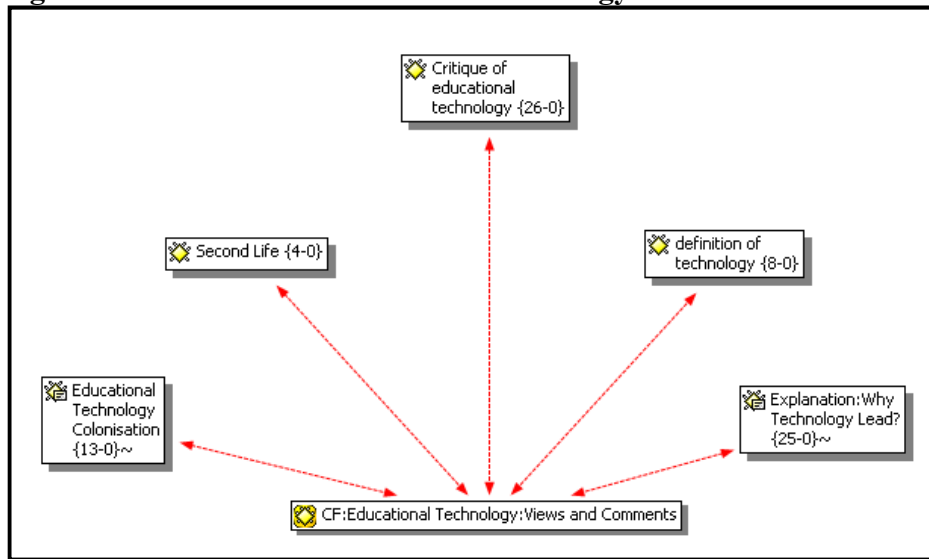 Critique of
educational
technology {26-0}
Second Life {4-0}
definition of
technology {8-0}
Educational
Technology
Colonisation
{13-0}~
Explanation:Why
Technology Lead?
{25-0}~
CF:Educational Technology:Views and Comments